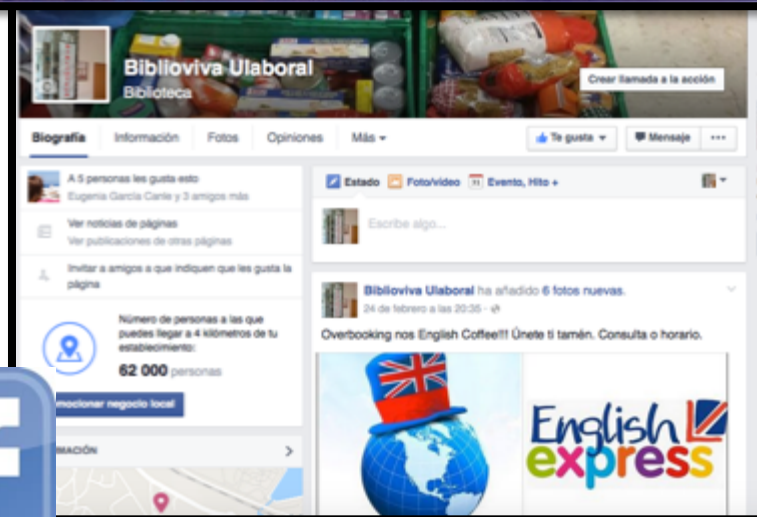 Biblioviva Ulaboral
Biblioteca
Crear llamada a la acción
Biografía Información Fotos Opiniones Más
Te gusta Mensaje
A 5 personas les gusta esto
Eugenia García Cante y 3 amigos más
Ver noticias de páginas
Ver publicaciones de otras páginas
Invitar a amigos a que indiquen que les gusta la
página
Número de personas a las que
puedes llegar a 4 kilómetros de tu
establecimiento:
62 000 personas
omocionar negocio local
RMACIÓN
Estado Foto/vídeo 31 Evento, Hito +
Escribe algo...
Biblioviva Ulaboral ha añadido 6 fotos nuevas.
24 de febrero a las 20:35
Overbooking nos English Coffee!!! Únete ti tamén. Consulta o horario.
English
express